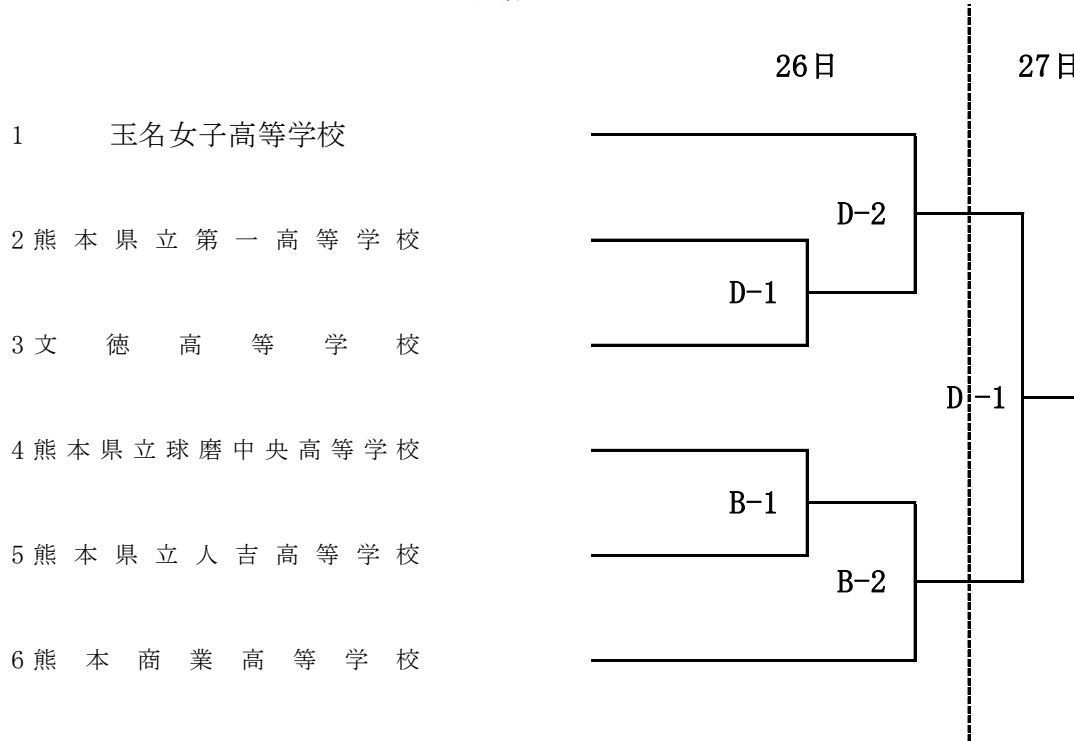 26日 27日
1 玉名女子高等学校
D-2
2 熊本県立第一高等学校
D-1
3 文徳高等学校
D-1
4 熊本県立球磨中央高等学校
B-1
5 熊本県立人吉高等学校
B-2
6 熊本商業高等学校